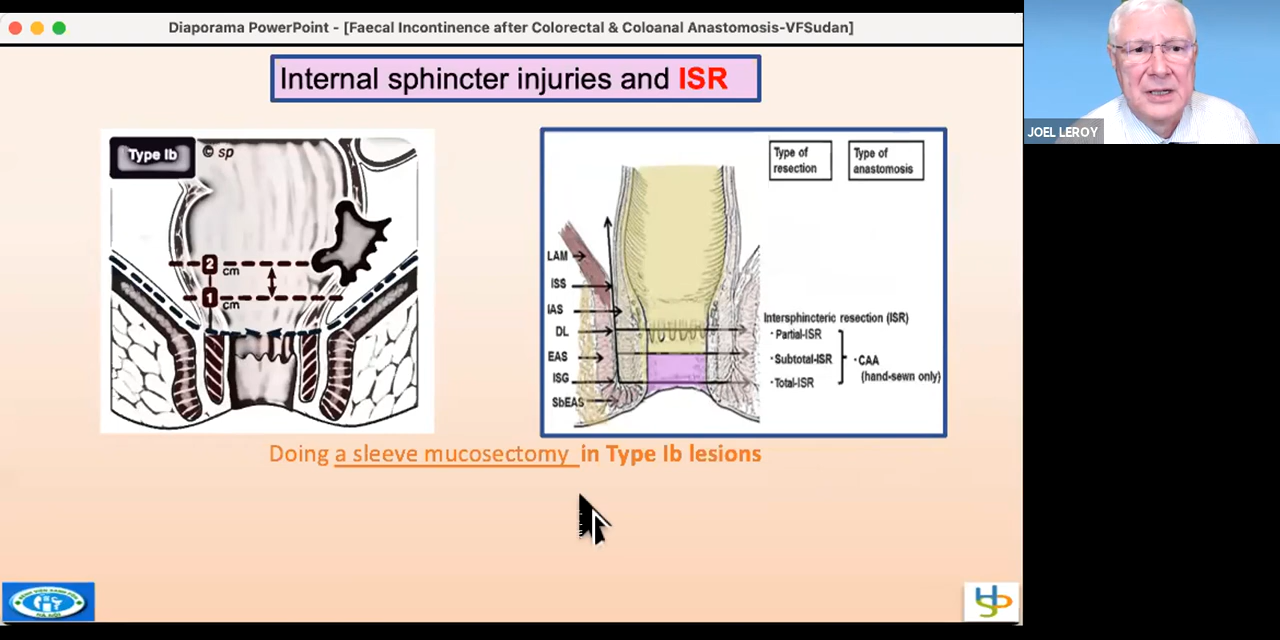 Diaporama PowerPoint - [Faecal Incontinence after Colorectal & Coloanal Anastomosis-VFSudan]
JOEL LEROY
Internal sphincter injuries and ISR
Type Ib
© sp
2 cm
1 cm
Type of resection
Type of anastomosis
LAM
ISS
IAS
DL
EAS
ISG
SbEAS
Intersphincteric resection (ISR)
· Partial-ISR
· Subtotal-ISR
· Total-ISR
· CAA
(hand-sewn only)
Doing a sleeve mucosectomy in Type Ib lesions